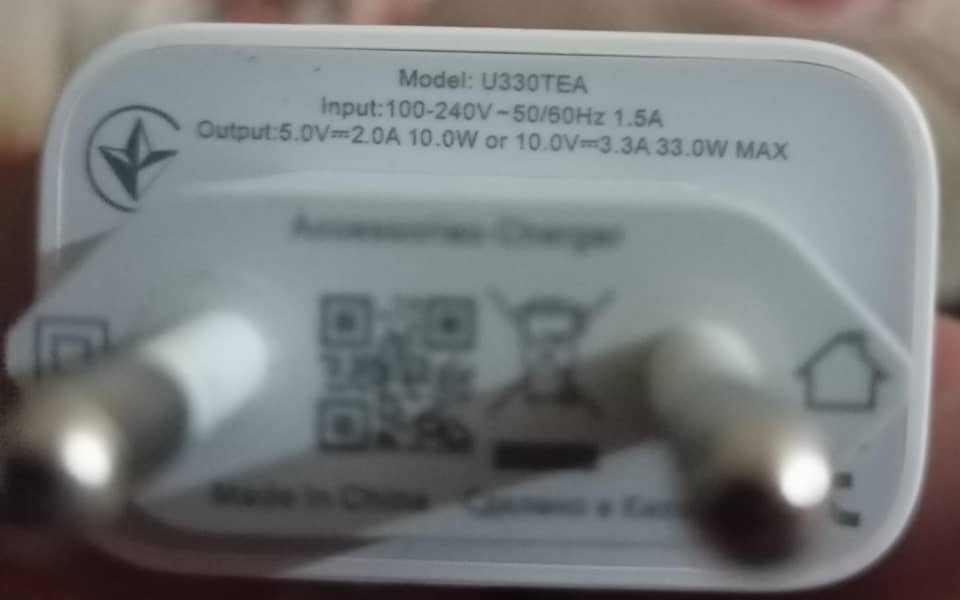 Model: U330TEA
Input:100-240V~50/60Hz 1.5A
Output:5.0V⎓2.0A 10.0W or 10.0V⎓3.3A 33.0W MAX
Accessories-Charger
Made in China Сделано в